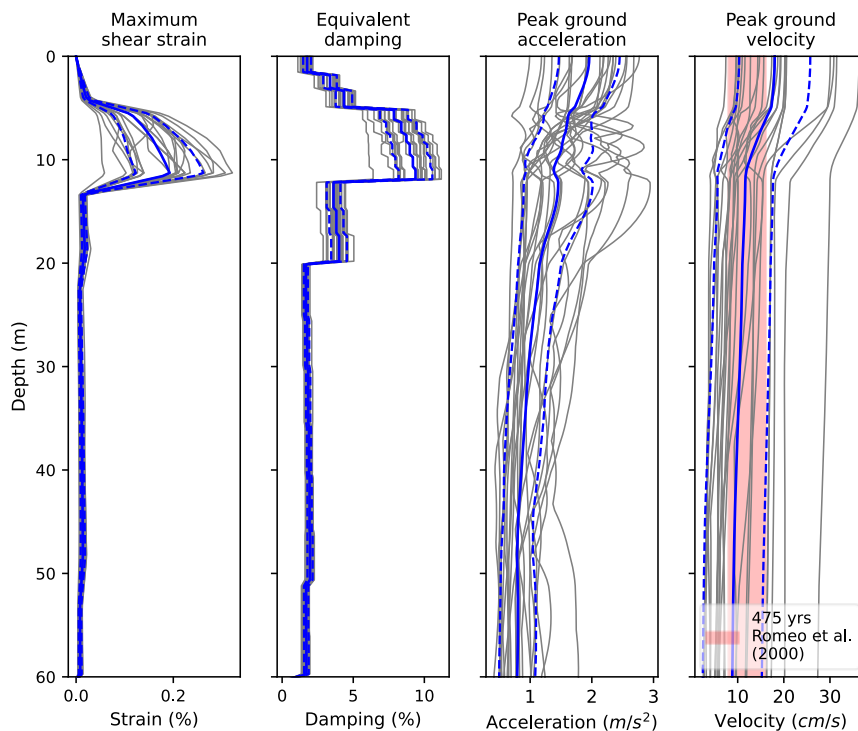 Maximum
shear strain
Equivalent
damping
Peak ground
acceleration
Peak ground
velocity
0
10
20
30
40
50
60
Depth (m)
0.0 0.2
Strain (%)
0 5 10
Damping (%)
1 2 3
Acceleration (m/s²)
10 20 30
Velocity (cm/s)
475 yrs
Romeo et al.
(2000)